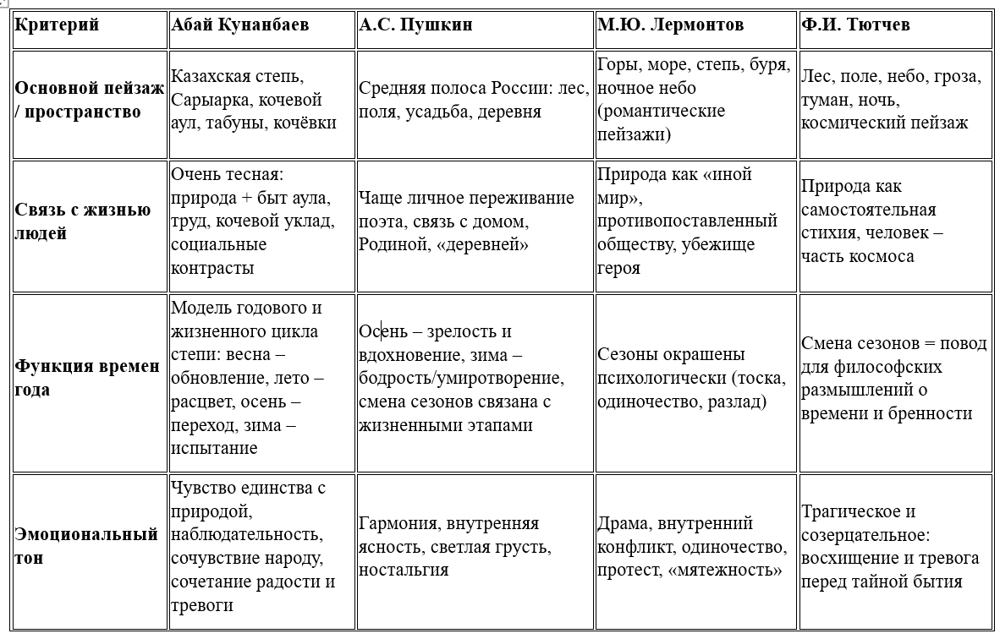 Критерий
Абай Кунанбаев
А.С. Пушкин
М.Ю. Лермонтов
Ф.И. Тютчев
Основной пейзаж
/ пространство
Казахская степь,
Сарыарка, кочевой
аул, табуны, кочёвки
Средняя полоса России: лес,
поля, усадьба, деревня
Горы, море, степь, буря,
ночное небо
(романтические
пейзажи)
Лес, поле, небо, гроза,
туман, ночь,
космический пейзаж
Связь с жизнью
людей
Очень тесная:
природа + быт аула,
труд, кочевой уклад,
социальные
контрасты
Чаще личное переживание
поэта, связь с домом,
Родиной, «деревней»
Природа как «иной
мир»,
противопоставленный
обществу, убежище
героя
Природа как
самостоятельная
стихия, человек –
часть космоса
Функция времен
года
Модель годового и
жизненного цикла
степи: весна –
обновление, лето –
расцвет, осень –
переход, зима –
испытание
Осень – зрелость и
вдохновение, зима –
бодрость/умиротворение,
смена сезонов связана с
жизненными этапами
Сезоны окрашены
психологически (тоска,
одиночество, разлад)
Смена сезонов = повод
для философских
размышлений о
времени и бренности
Эмоциональный
тон
Чувство единства с
природой,
наблюдательность,
сочувствие народу,
сочетание радости и
тревоги
Гармония, внутренняя
ясность, светлая грусть,
ностальгия
Драма, внутренний
конфликт, одиночество,
протест, «мятежность»
Трагическое и
созерцательное:
восхищение и тревога
перед тайной бытия